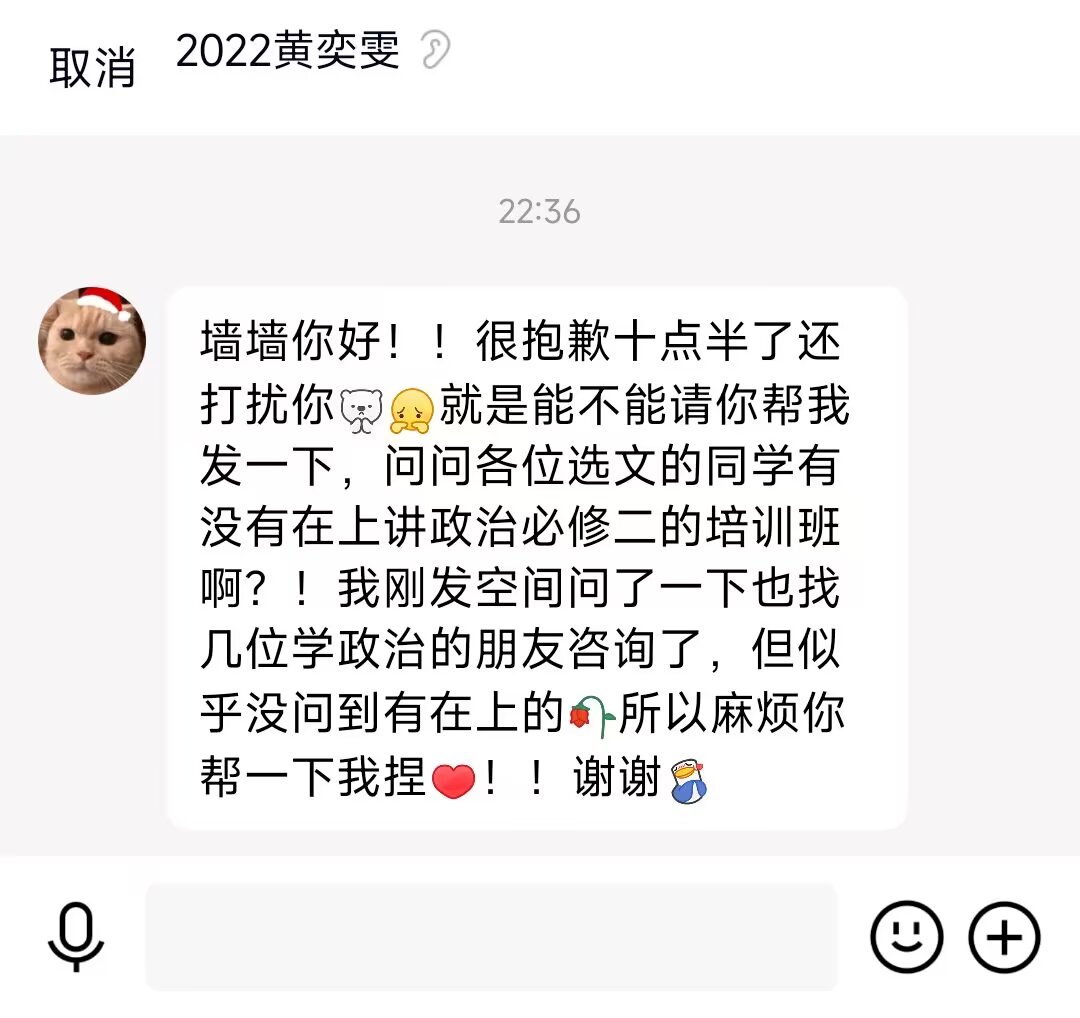 取消
2022黄奕雯
22:36
墙墙你好！！很抱歉十点半了还
打扰你就是能不能请你帮我
发一下，问问各位选文的同学有
没有在上讲政治必修二的培训班
啊？！我刚发空间问了一下也找
几位学政治的朋友咨询了，但似
乎没问到有在上的所以麻烦你
帮一下我捏！！谢谢